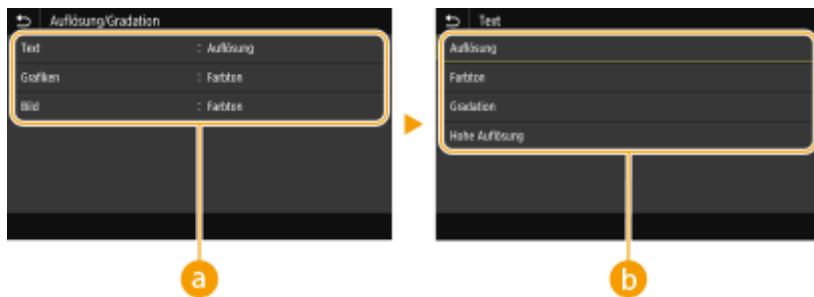 Auflösung/Gradation
Text : Auflösung
Grafiken : Farbton
Bild : Farbton
a
Text
Auflösung
Farbton
Gradation
Hohe Auflösung
b